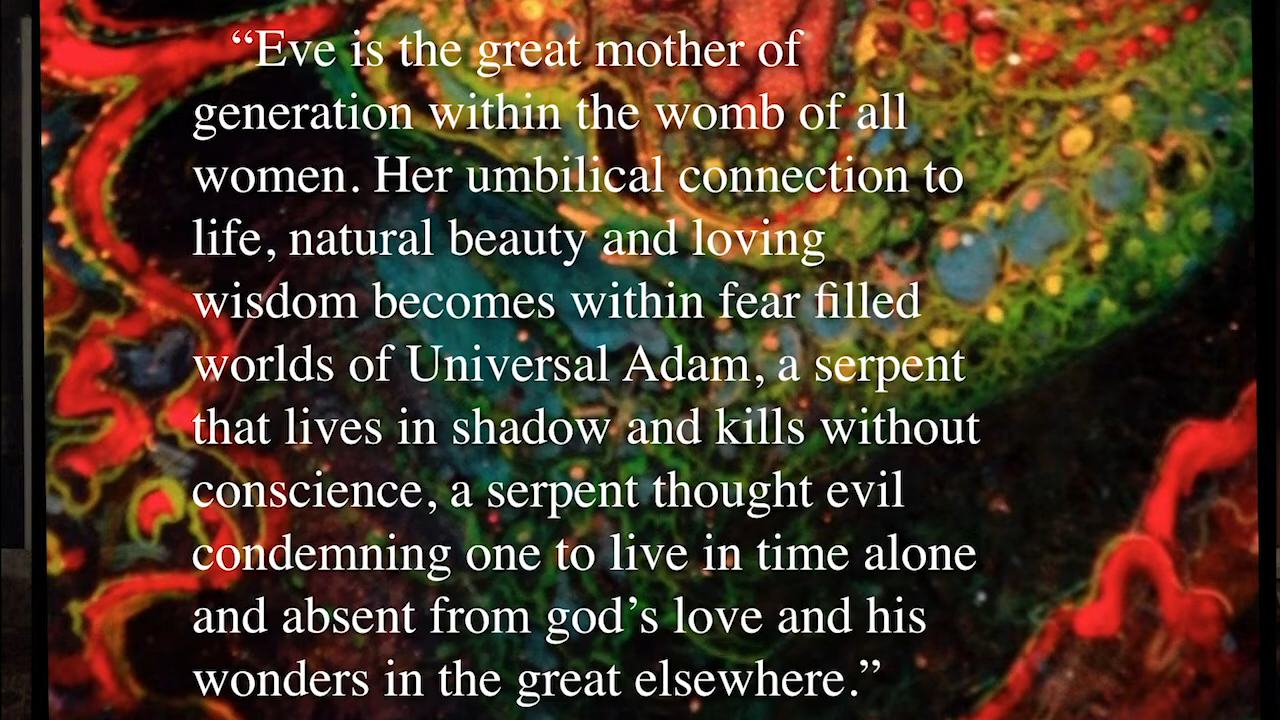 “Eve is the great mother of
generation within the womb of all
women. Her umbilical connection to
life, natural beauty and loving
wisdom becomes within fear filled
worlds of Universal Adam, a serpent
that lives in shadow and kills without
conscience, a serpent thought evil
condemning one to live in time alone
and absent from god’s love and his
wonders in the great elsewhere.”